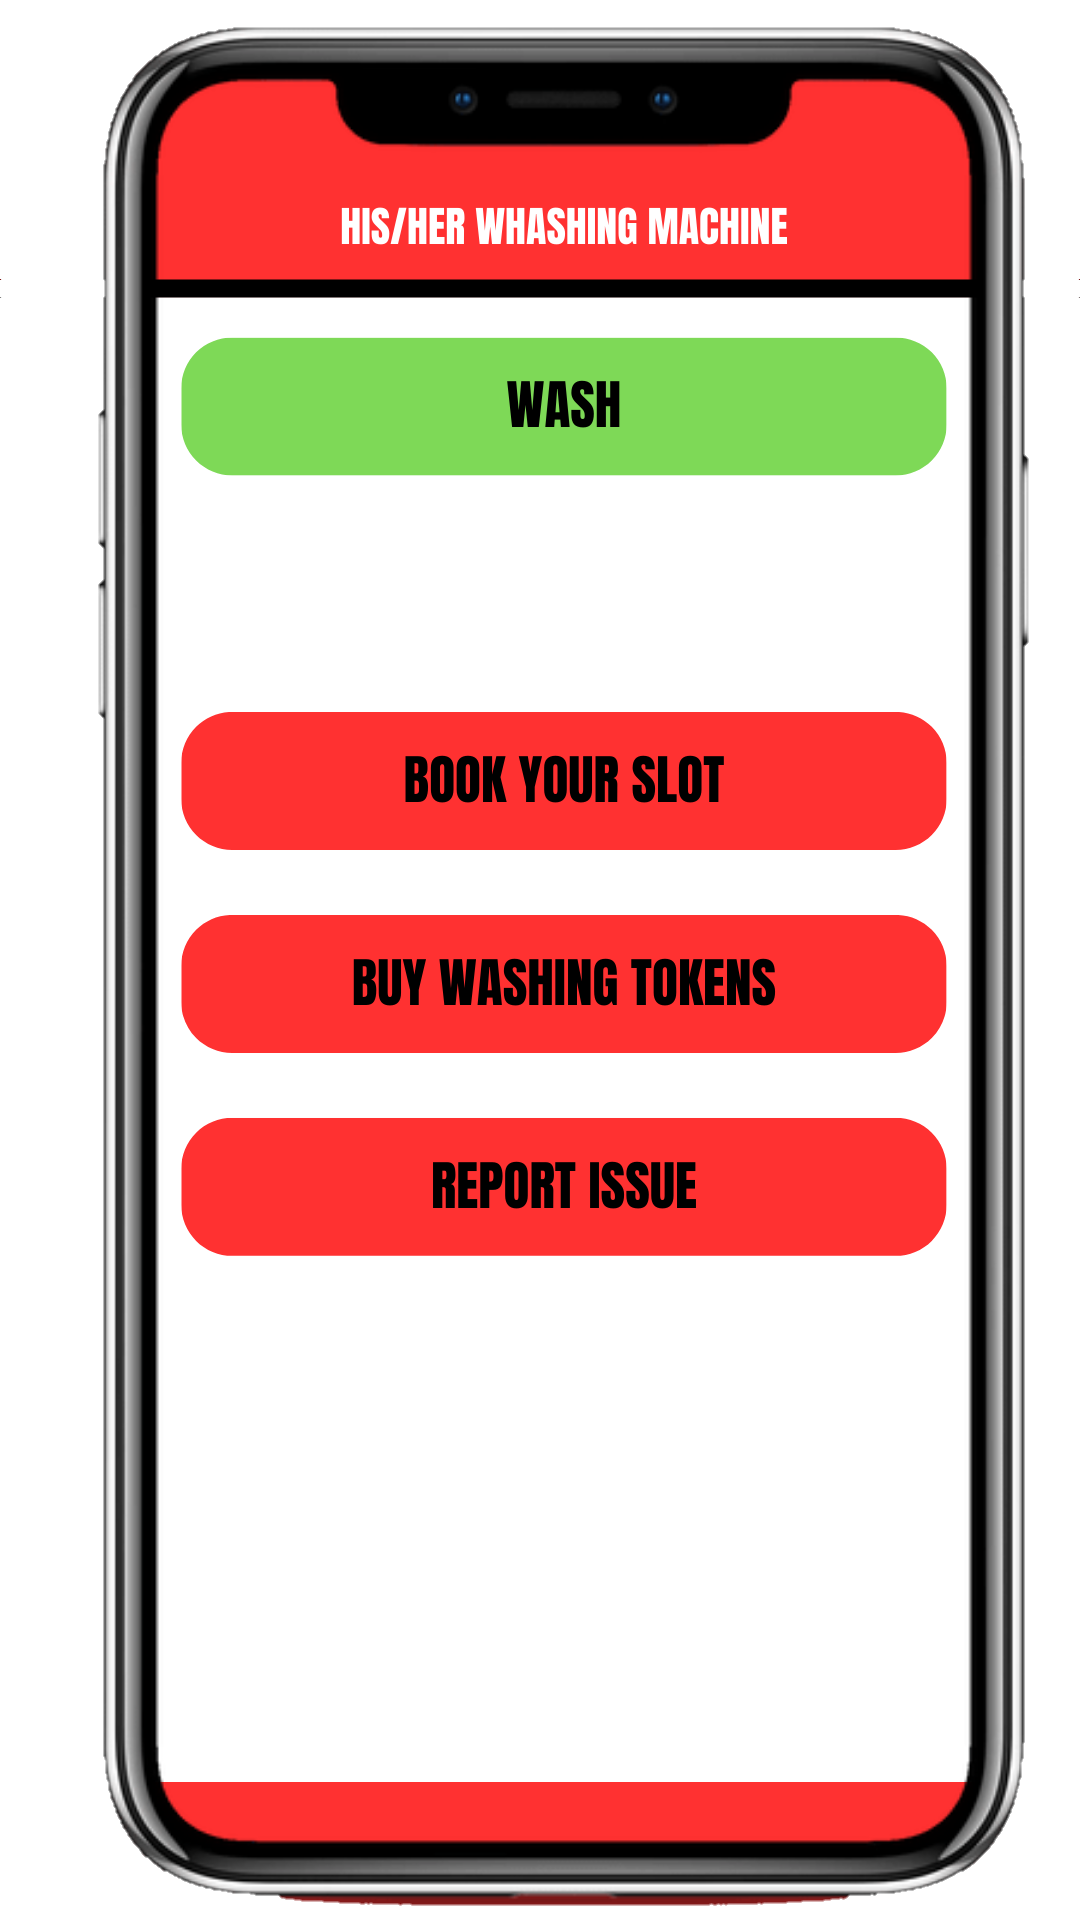 HIS/HER WHASHING MACHINE
WASH
BOOK YOUR SLOT
BUY WASHING TOKENS
REPORT ISSUE